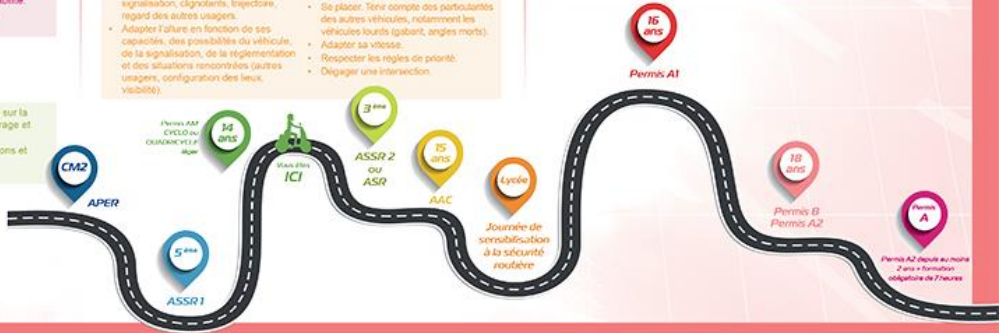 signalisation, clignotants, trajectoire,
regard des autres usagers.
• Adapter l'allure en fonction de ses
capacités, des possibilités du véhicule,
de la signalisation, de la réglementation
et des situations rencontrées (autres
usagers, configuration des lieux,
visibilité).
• Se placer. Tenir compte des particularités
des autres véhicules, notamment les
véhicules lourds (gabarit, angles morts).
• Adapter sa vitesse.
• Respecter les règles de priorité.
• Dégager une intersection.
sur la
et
ons et
CM2
APER
5ème
ASSR 1
Permis AM
CYCLO ou
QUADRICYCLE
léger
14
ans
Vous êtes
ICI
3ème
ASSR 2
OU
ASR
15
ans
AAC
Lycée
Journée de
sensibilisation
à la sécurité
routière
16
ans
Permis A1
18
ans
Permis B
Permis A2
Permis
A
Permis A2 depuis au moins
2 ans + formation
obligatoire de 7 heures